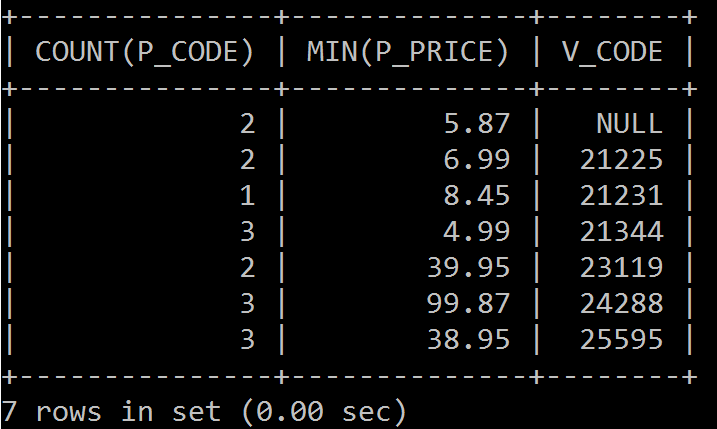 +---------------+--------------+--------+
| COUNT(P_CODE) | MIN(P_PRICE) | V_CODE |
+---------------+--------------+--------+
|             2 |         5.87 |   NULL |
|             2 |         6.99 |  21225 |
|             1 |         8.45 |  21231 |
|             3 |         4.99 |  21344 |
|             2 |        39.95 |  23119 |
|             3 |        99.87 |  24288 |
|             3 |        38.95 |  25595 |
+---------------+--------------+--------+
7 rows in set (0.00 sec)